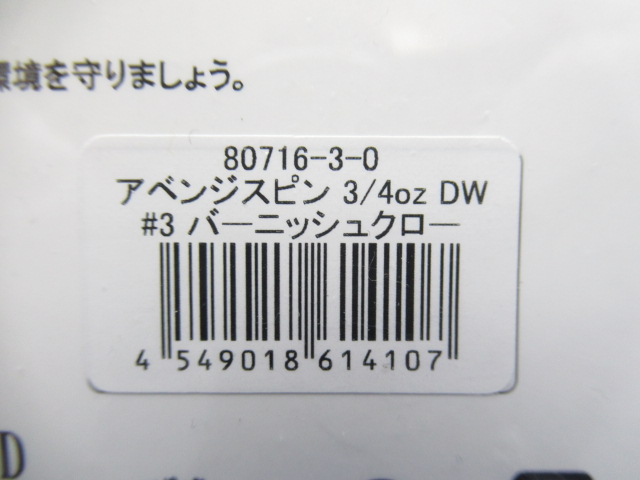 環境を守りましょう。
80716-3-0
アベンジスピン 3/4oz DW
#3 バーニッシュクロー
4 549018 614107
D